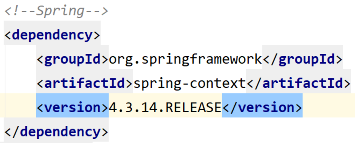 <!--Spring-->
<dependency>
<groupId>org.springframework</groupId>
<artifactId>spring-context</artifactId>
<version>4.3.14.RELEASE</version>
</dependency>